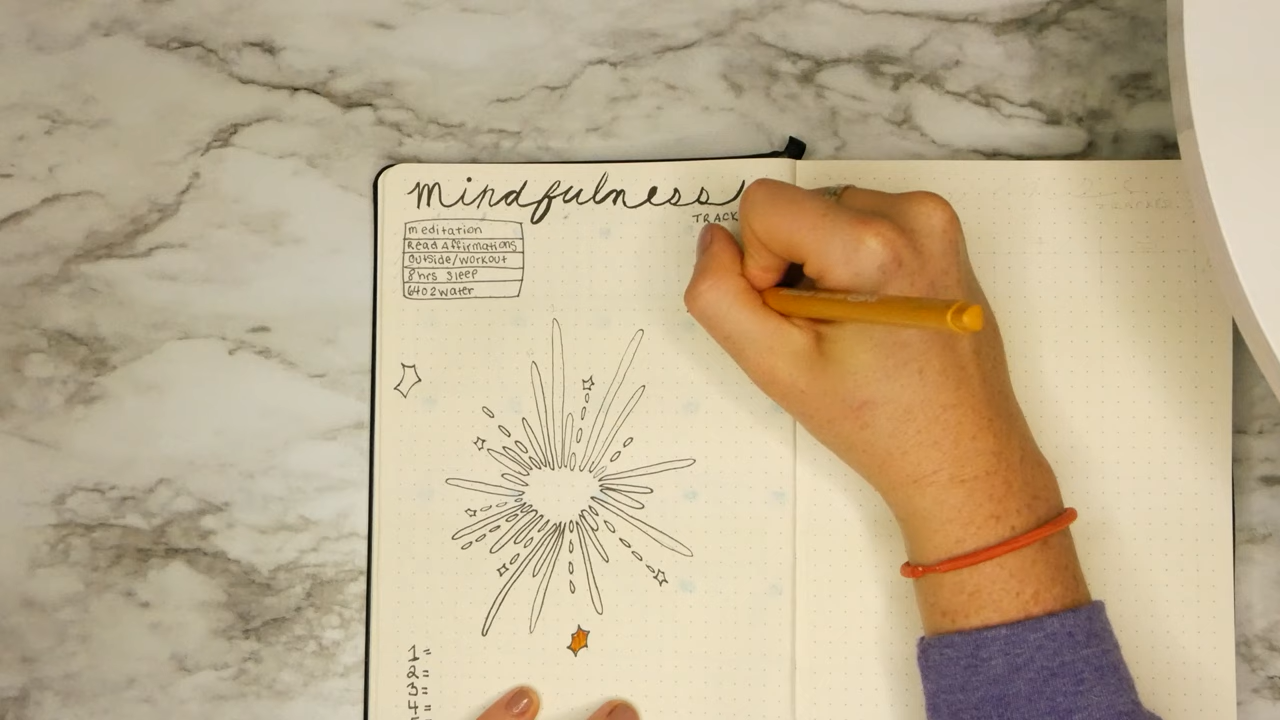 mindfulness
TRACK
meditation
Read Affirmations
outside/workout
8hrs sleep
64oz water
1=
2=
3=
4=